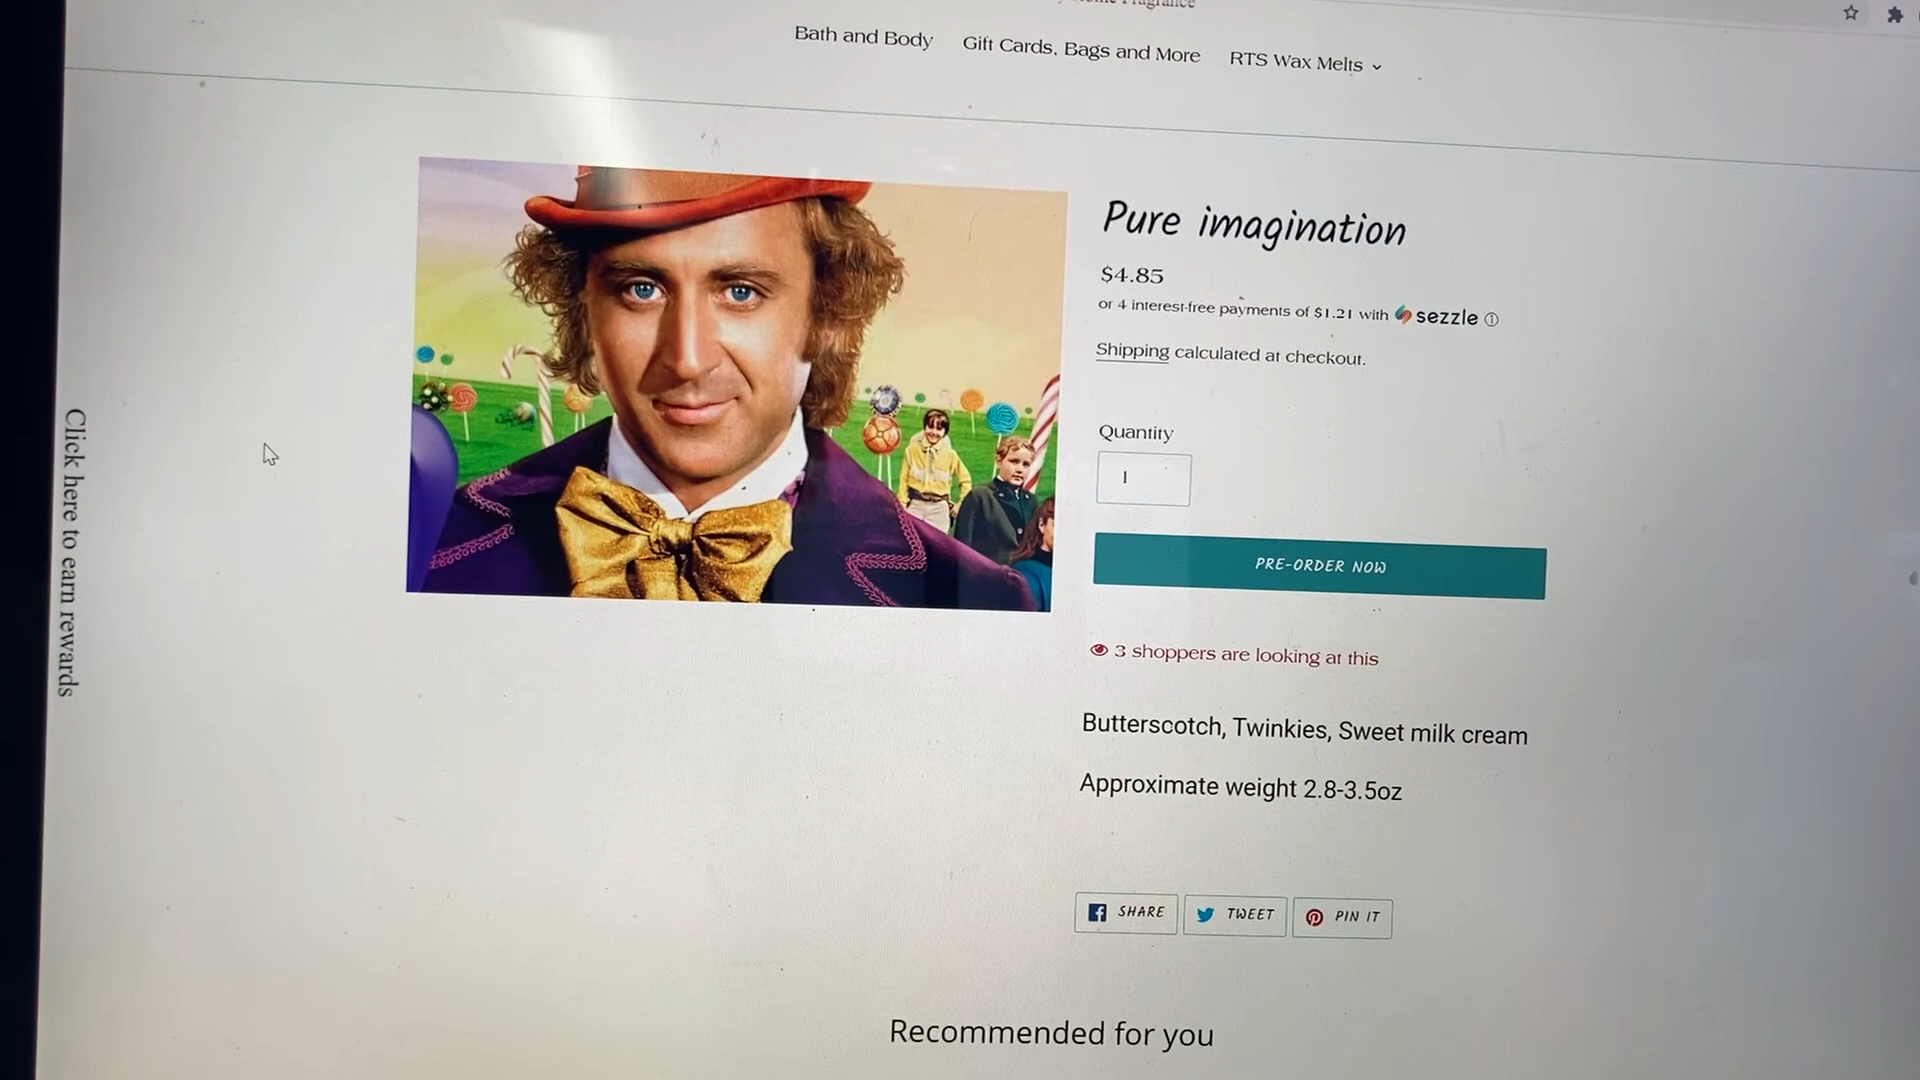 Fragrance
Bath and Body Gift Cards, Bags and More RTS Wax Melts
Pure imagination
$4.85
or 4 interest-free payments of $1.21 with sezzle
Shipping calculated at checkout.
Quantity
1
PRE-ORDER NOW
3 shoppers are looking at this
Butterscotch, Twinkies, Sweet milk cream
Approximate weight 2.8-3.5oz
SHARE TWEET PIN IT
Recommended for you
Click here to earn rewards